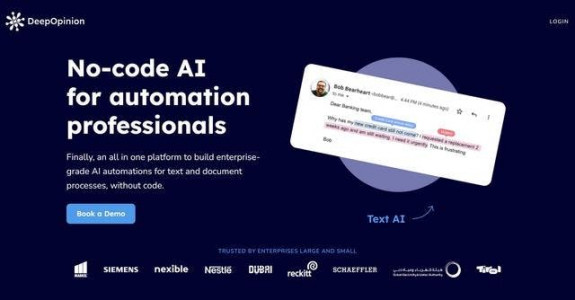 DeepOpinion
LOGIN
No-code AI
for automation
professionals
Finally, an all in one platform to build enterprise-
grade AI automations for text and document
processes, without code.
Book a Demo
Bob Bearheart
4:44 PM (4 minutes ago)
to me
Dear Banking team,
Why has my new credit card still not come? I requested a replacement 2
weeks ago and am still waiting. I need it urgently. This is frustrating
Bob
Text AI
TRUSTED BY ENTERPRISES LARGE AND SMALL
SIEMENS
nexible
Nestlé
DUBAI
reckitt
SCHAEFFLER
Tirol